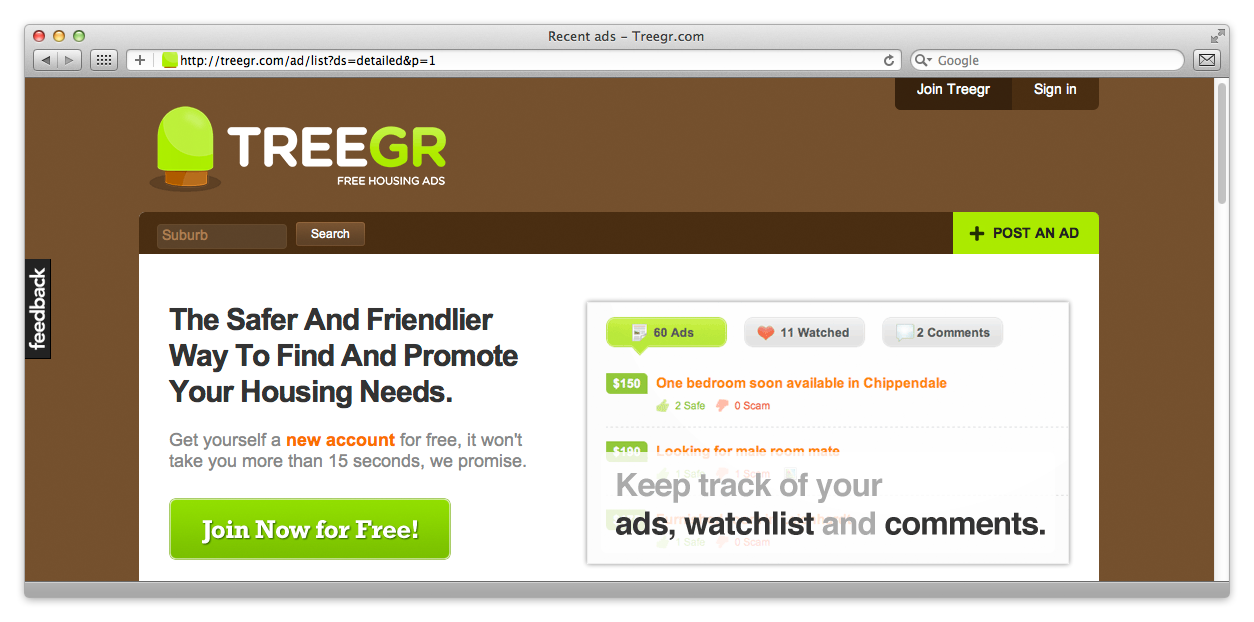 Recent ads – Treegr.com
http://treegr.com/ad/list?ds=detailed&p=1
Google
Join Treegr
Sign in
TREEGR
FREE HOUSING ADS
Suburb
Search
+ POST AN AD
feedback
The Safer And Friendlier
Way To Find And Promote
Your Housing Needs.
Get yourself a new account for free, it won't
take you more than 15 seconds, we promise.
Join Now for Free!
60 Ads
11 Watched
2 Comments
$150 One bedroom soon available in Chippendale
2 Safe 0 Scam
$190 Looking for male room mate
1 Safe 1 Scam
Keep track of your
ads, watchlist and comments.
1 Safe 0 Scam